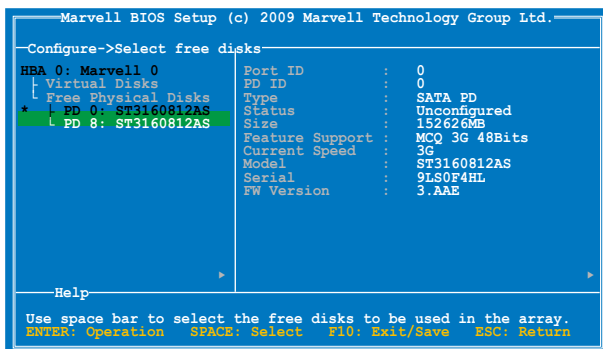 Marvell BIOS Setup (c) 2009 Marvell Technology Group Ltd.
Configure->Select free disks
HBA 0: Marvell 0
Virtual Disks
Free Physical Disks
* PD 0: ST3160812AS
PD 8: ST3160812AS
Port ID : 0
PD ID : 0
Type : SATA PD
Status : Unconfigured
Size : 152626MB
Feature Support : MCQ 3G 48Bits
Current Speed : 3G
Model : ST3160812AS
Serial : 9LS0F4HL
FW Version : 3.AAE
Help
Use space bar to select the free disks to be used in the array.
ENTER: Operation SPACE: Select F10: Exit/Save ESC: Return